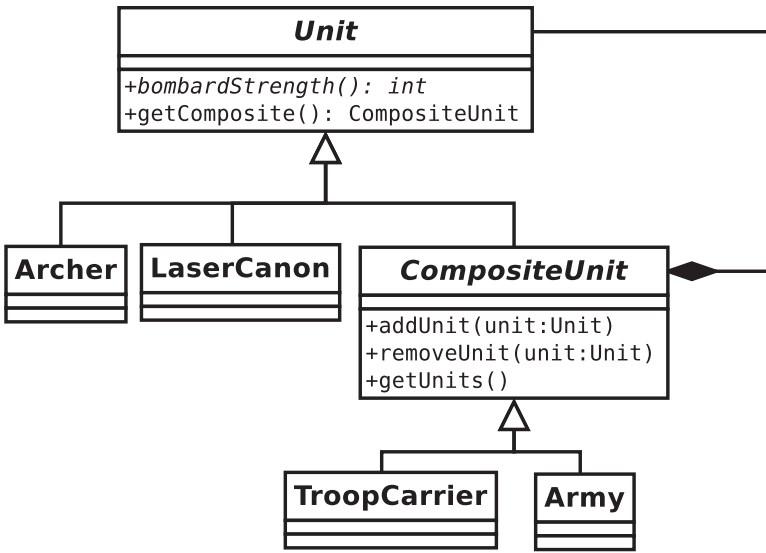 Unit
+bombardStrength(): int
+getComposite(): CompositeUnit
Archer
LaserCanon
CompositeUnit
+addUnit(unit:Unit)
+removeUnit(unit:Unit)
+getUnits()
TroopCarrier
Army